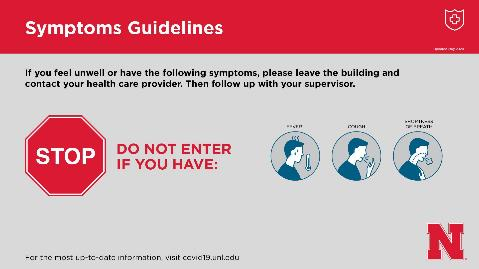 Symptoms Guidelines
If you feel unwell or have the following symptoms, please leave the building and
contact your health care provider. Then follow up with your supervisor.
STOP
DO NOT ENTER
IF YOU HAVE:
FEVER
COUGH
SHORTNESS
OF BREATH
N
For the most up-to-date information, visit covid19.unl.edu